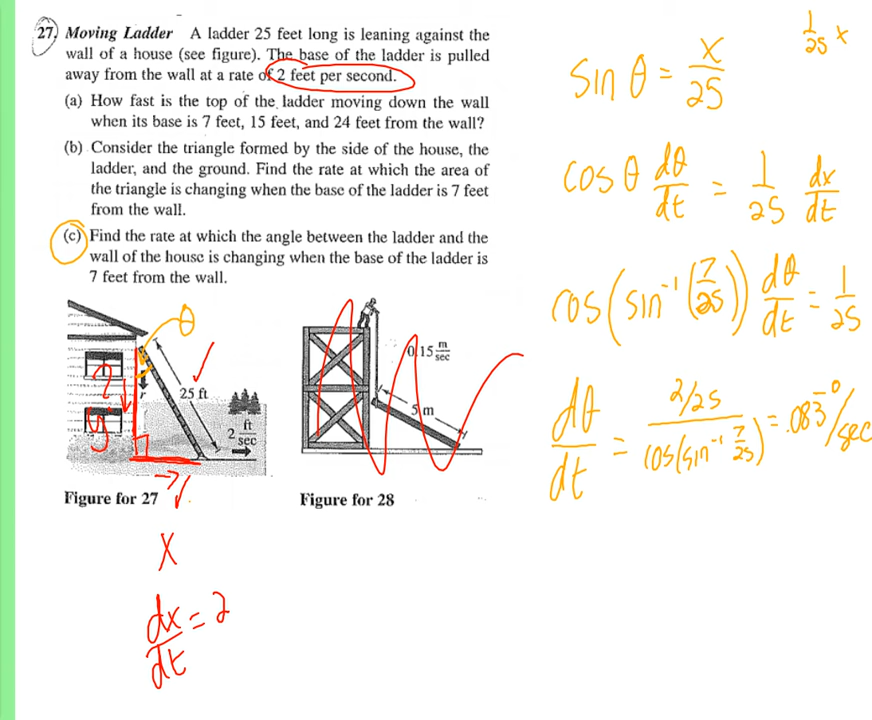 27. Moving Ladder A ladder 25 feet long is leaning against the
wall of a house (see figure). The base of the ladder is pulled
away from the wall at a rate of 2 feet per second.
(a) How fast is the top of the ladder moving down the wall
when its base is 7 feet, 15 feet, and 24 feet from the wall?
(b) Consider the triangle formed by the side of the house, the
ladder, and the ground. Find the rate at which the area of
the triangle is changing when the base of the ladder is 7 feet
from the wall.
(c) Find the rate at which the angle between the ladder and the
wall of the house is changing when the base of the ladder is
7 feet from the wall.
θ
r
25 ft
2 ft/sec
y
Figure for 27
0.15 m/sec
5 m
Figure for 28
x
dx/dt = 2
1/25 x
sin θ = x/25
cos θ dθ/dt = 1/25 dx/dt
cos(sin⁻¹(7/25)) dθ/dt = 1/25
dθ/dt = 2/25 / cos(sin⁻¹ 7/25) = .083̅°/sec